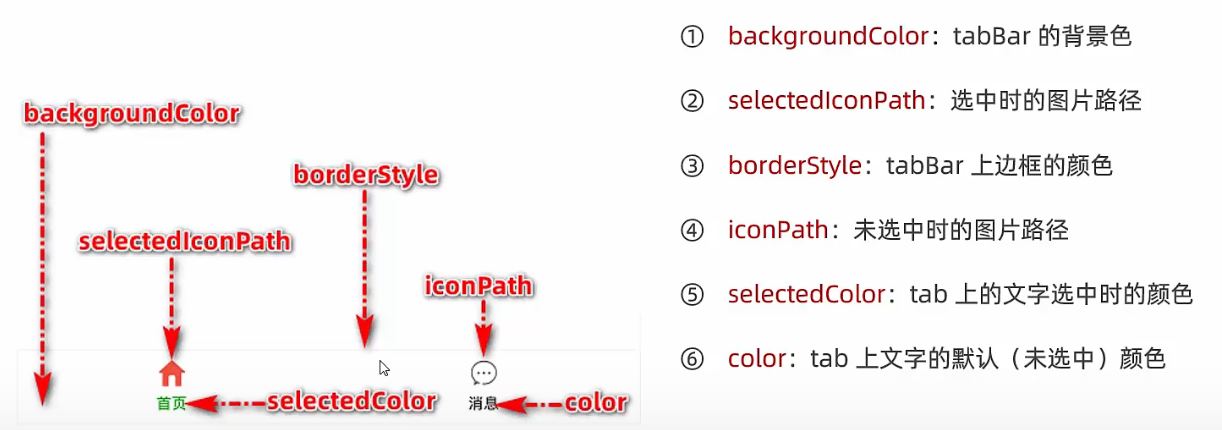 backgroundColor
borderStyle
selectedIconPath
iconPath
首页
selectedColor
消息
color
① backgroundColor：tabBar 的背景色
② selectedIconPath：选中时的图片路径
③ borderStyle：tabBar 上边框的颜色
④ iconPath：未选中时的图片路径
⑤ selectedColor：tab 上的文字选中时的颜色
⑥ color：tab 上文字的默认（未选中）颜色